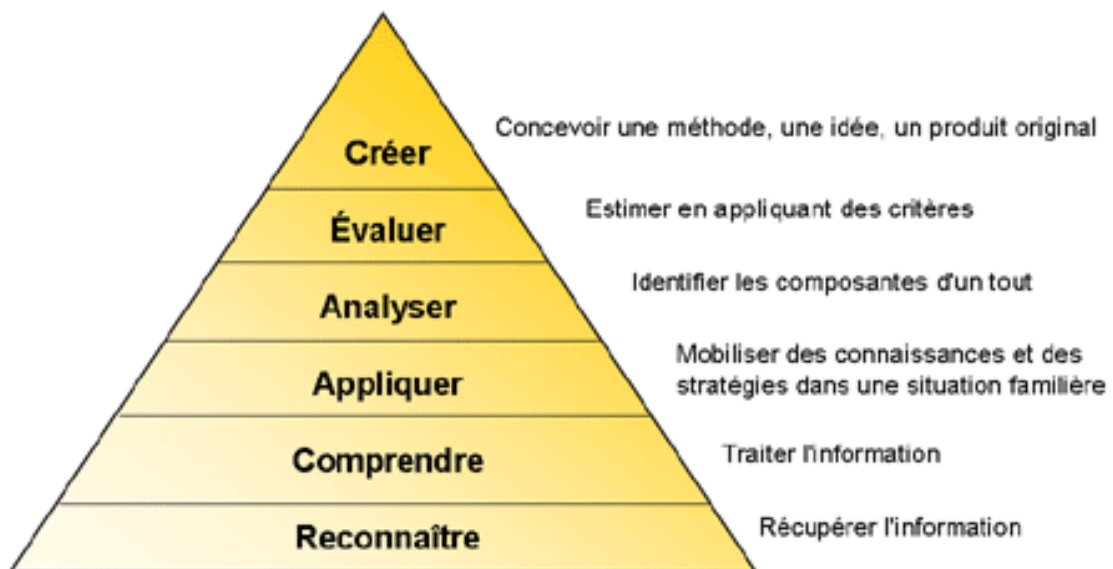 Créer
Concevoir une méthode, une idée, un produit original
Évaluer
Estimer en appliquant des critères
Analyser
Identifier les composantes d'un tout
Appliquer
Mobiliser des connaissances et des
stratégies dans une situation familière
Comprendre
Traiter l'information
Reconnaître
Récupérer l'information